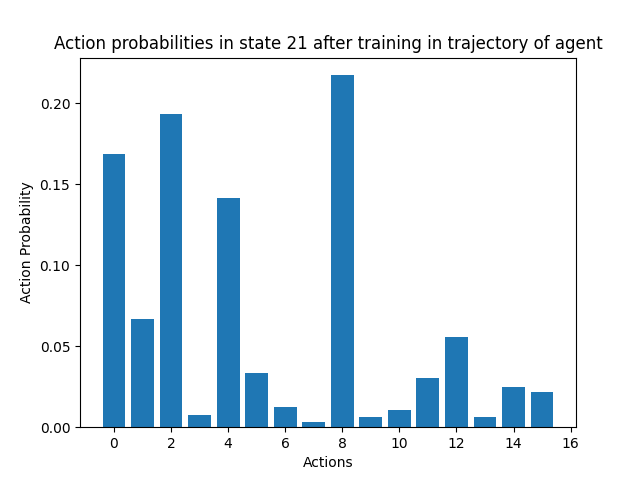 Action probabilities in state 21 after training in trajectory of agent
0.20
0.15
0.10
0.05
0.00
Action Probability
0 2 4 6 8 10 12 14 16
Actions